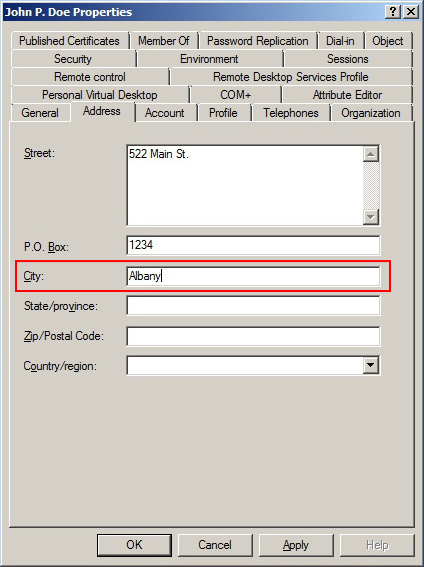 John P. Doe Properties
Published Certificates Member Of Password Replication Dial-in Object
Security Environment Sessions
Remote control Remote Desktop Services Profile
Personal Virtual Desktop COM+ Attribute Editor
General Address Account Profile Telephones Organization
Street: 522 Main St.
P.O. Box: 1234
City: Albany
State/province:
Zip/Postal Code:
Country/region:
OK Cancel Apply Help